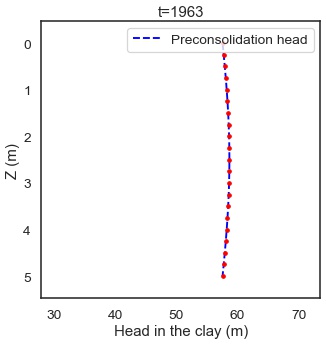 t=1963
Preconsolidation head
0
1
2
3
4
5
Z (m)
30 40 50 60 70
Head in the clay (m)